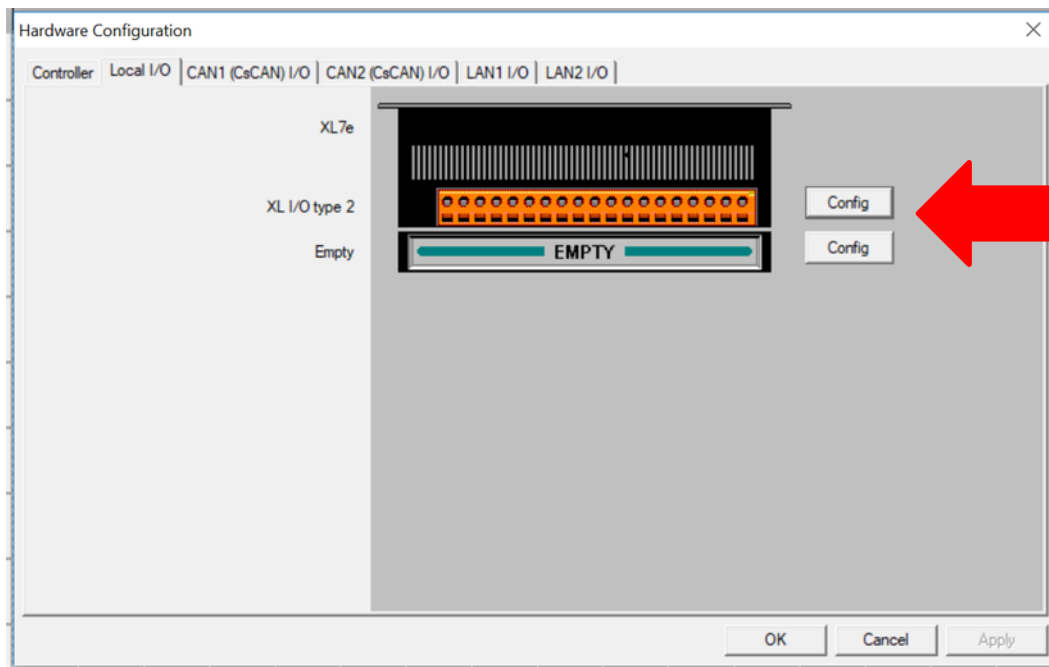 Hardware Configuration
Controller Local I/O CAN1 (CsCAN) I/O CAN2 (CsCAN) I/O LAN1 I/O LAN2 I/O
XL7e
XL I/O type 2 Config
Empty EMPTY Config
OK Cancel Apply